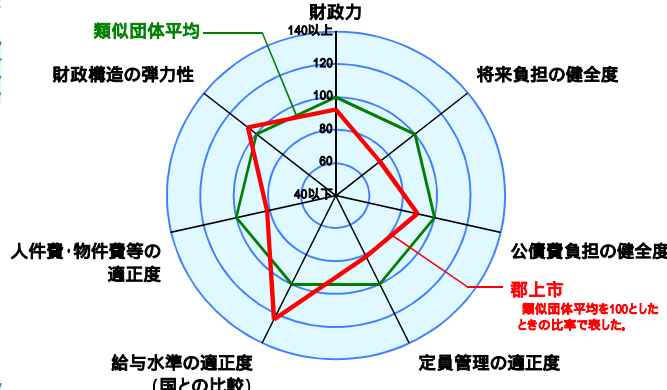 財政力
140以上
類似団体平均
財政構造の弾力性
将来負担の健全度
120
100
80
60
40以下
人件費・物件費等の
適正度
公債費負担の健全度
郡上市
類似団体平均を100とした
ときの比率で表した。
給与水準の適正度
(国との比較)
定員管理の適正度